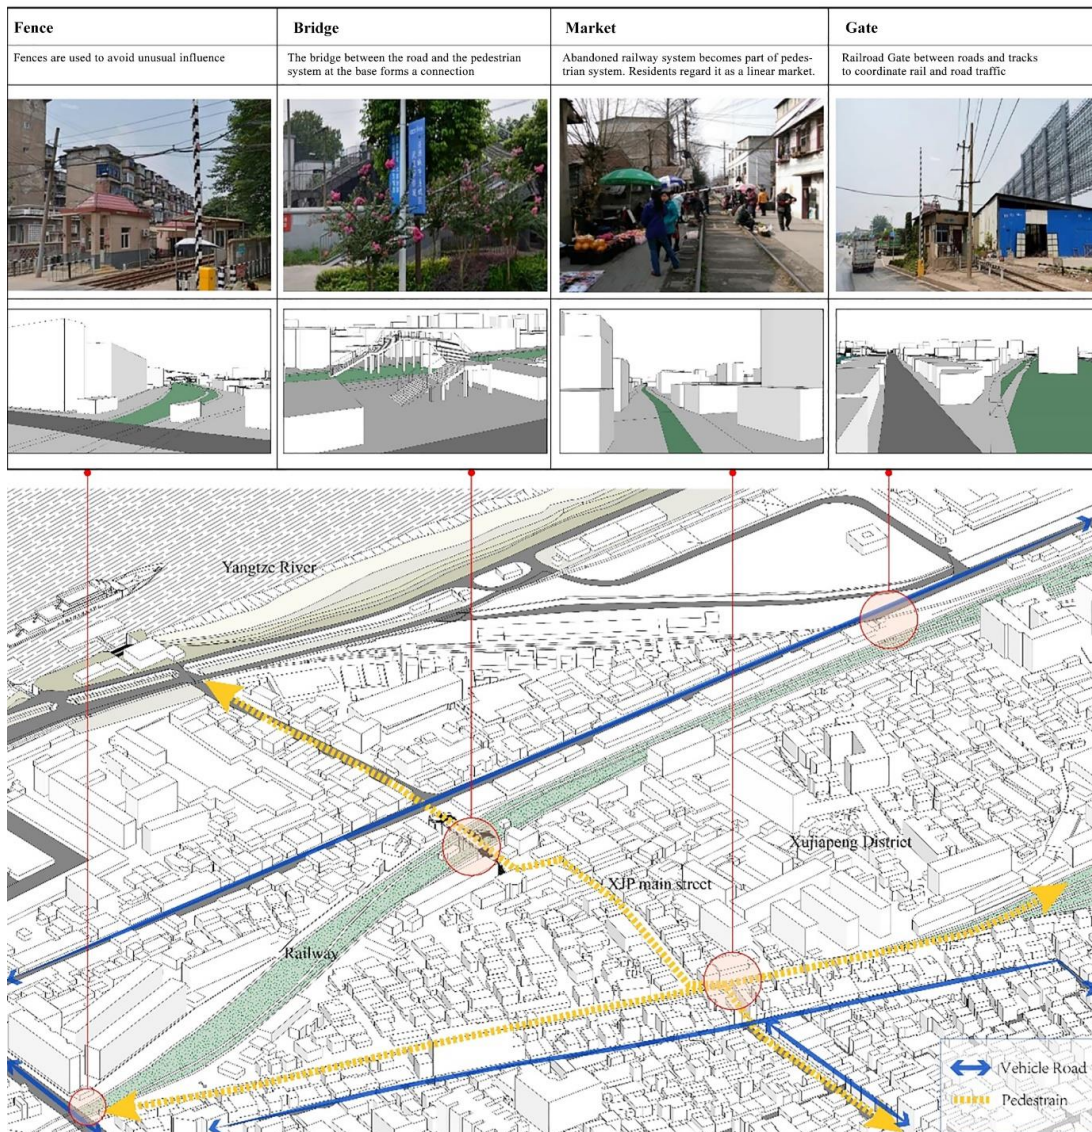 Fence
Bridge
Market
Gate
Fences are used to avoid unusual influence
The bridge between the road and the pedestrian
system at the base forms a connection
Abandoned railway system becomes part of pedes-
trian system. Residents regard it as a linear market.
Railroad Gate between roads and tracks
to coordinate rail and road traffic
Yangtze River
Xujiapeng District
XJP main street
Railway
Vehicle Road
Pedestrain